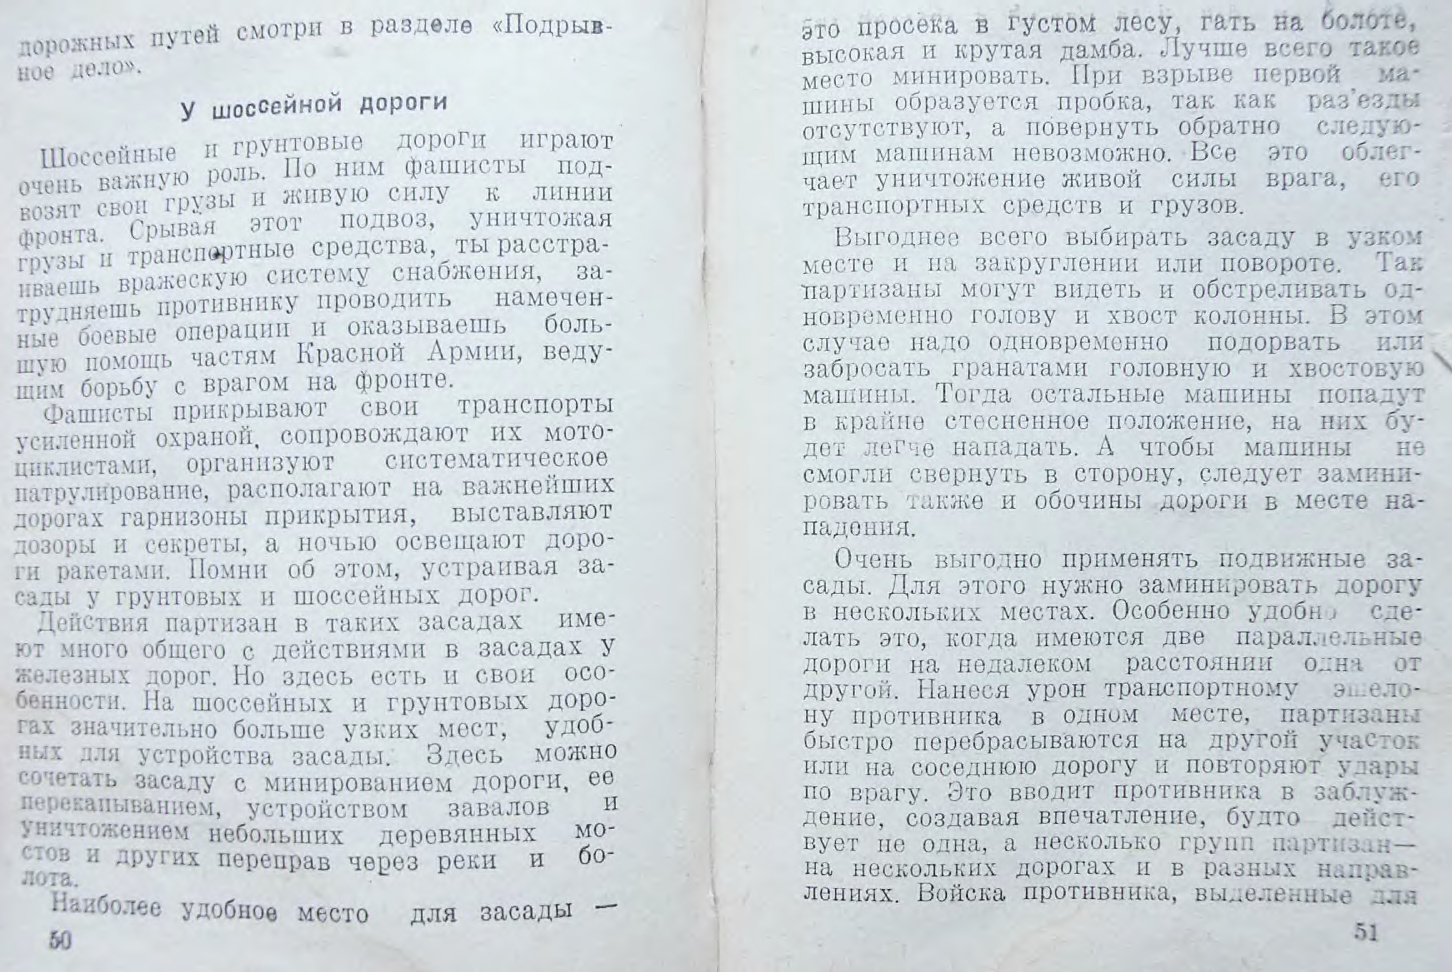 дорожных путей смотри в разделе «Подрыв-
ное дело».
У шоссейной дороги
Шоссейные и грунтовые дороги играют
очень важную роль. По ним фашисты под-
возят свои грузы и живую силу к линии
фронта. Срывая этот подвоз, уничтожая
грузы и транспортные средства, ты расстра-
иваешь вражескую систему снабжения, за-
трудняешь противнику проводить намечен-
ные боевые операции и оказываешь боль-
шую помощь частям Красной Армии, веду-
щим борьбу с врагом на фронте.
Фашисты прикрывают свои транспорты
усиленной охраной, сопровождают их мото-
циклистами, организуют систематическое
патрулирование, располагают на важнейших
дорогах гарнизоны прикрытия, выставляют
дозоры и секреты, а ночью освещают доро-
ги ракетами. Помни об этом, устраивая за-
сады у грунтовых и шоссейных дорог.
Действия партизан в таких засадах име-
ют много общего с действиями в засадах у
железных дорог. Но здесь есть и свои осо-
бенности. На шоссейных и грунтовых доро-
гах значительно больше узких мест, удоб-
ных для устройства засады. Здесь можно
сочетать засаду с минированием дороги, ее
перекапыванием, устройством завалов и
уничтожением небольших деревянных мо-
стов и других переправ через реки и бо-
лота.
Наиболее удобное место для засады —
50
это просека в густом лесу, гать на болоте,
высокая и крутая дамба. Лучше всего такое
место минировать. При взрыве первой ма-
шины образуется пробка, так как раз'езды
отсутствуют, а повернуть обратно следую-
щим машинам невозможно. Все это облег-
чает уничтожение живой силы врага, его
транспортных средств и грузов.
Выгоднее всего выбирать засаду в узком
месте и на закруглении или повороте. Так
партизаны могут видеть и обстреливать од-
новременно голову и хвост колонны. В этом
случае надо одновременно подорвать или
забросать гранатами головную и хвостовую
машины. Тогда остальные машины попадут
в крайне стесненное положение, на них бу-
дет легче нападать. А чтобы машины не
смогли свернуть в сторону, следует замини-
ровать также и обочины дороги в месте на-
падения.
Очень выгодно применять подвижные за-
сады. Для этого нужно заминировать дорогу
в нескольких местах. Особенно удобно сде-
лать это, когда имеются две параллельные
дороги на недалеком расстоянии одна от
другой. Нанеся урон транспортному эшело-
ну противника в одном месте, партизаны
быстро перебрасываются на другой участок
или на соседнюю дорогу и повторяют удары
по врагу. Это вводит противника в заблуж-
дение, создавая впечатление, будто дейст-
вует не одна, а несколько групп партизан—
на нескольких дорогах и в разных направ-
лениях. Войска противника, выделенные для
51